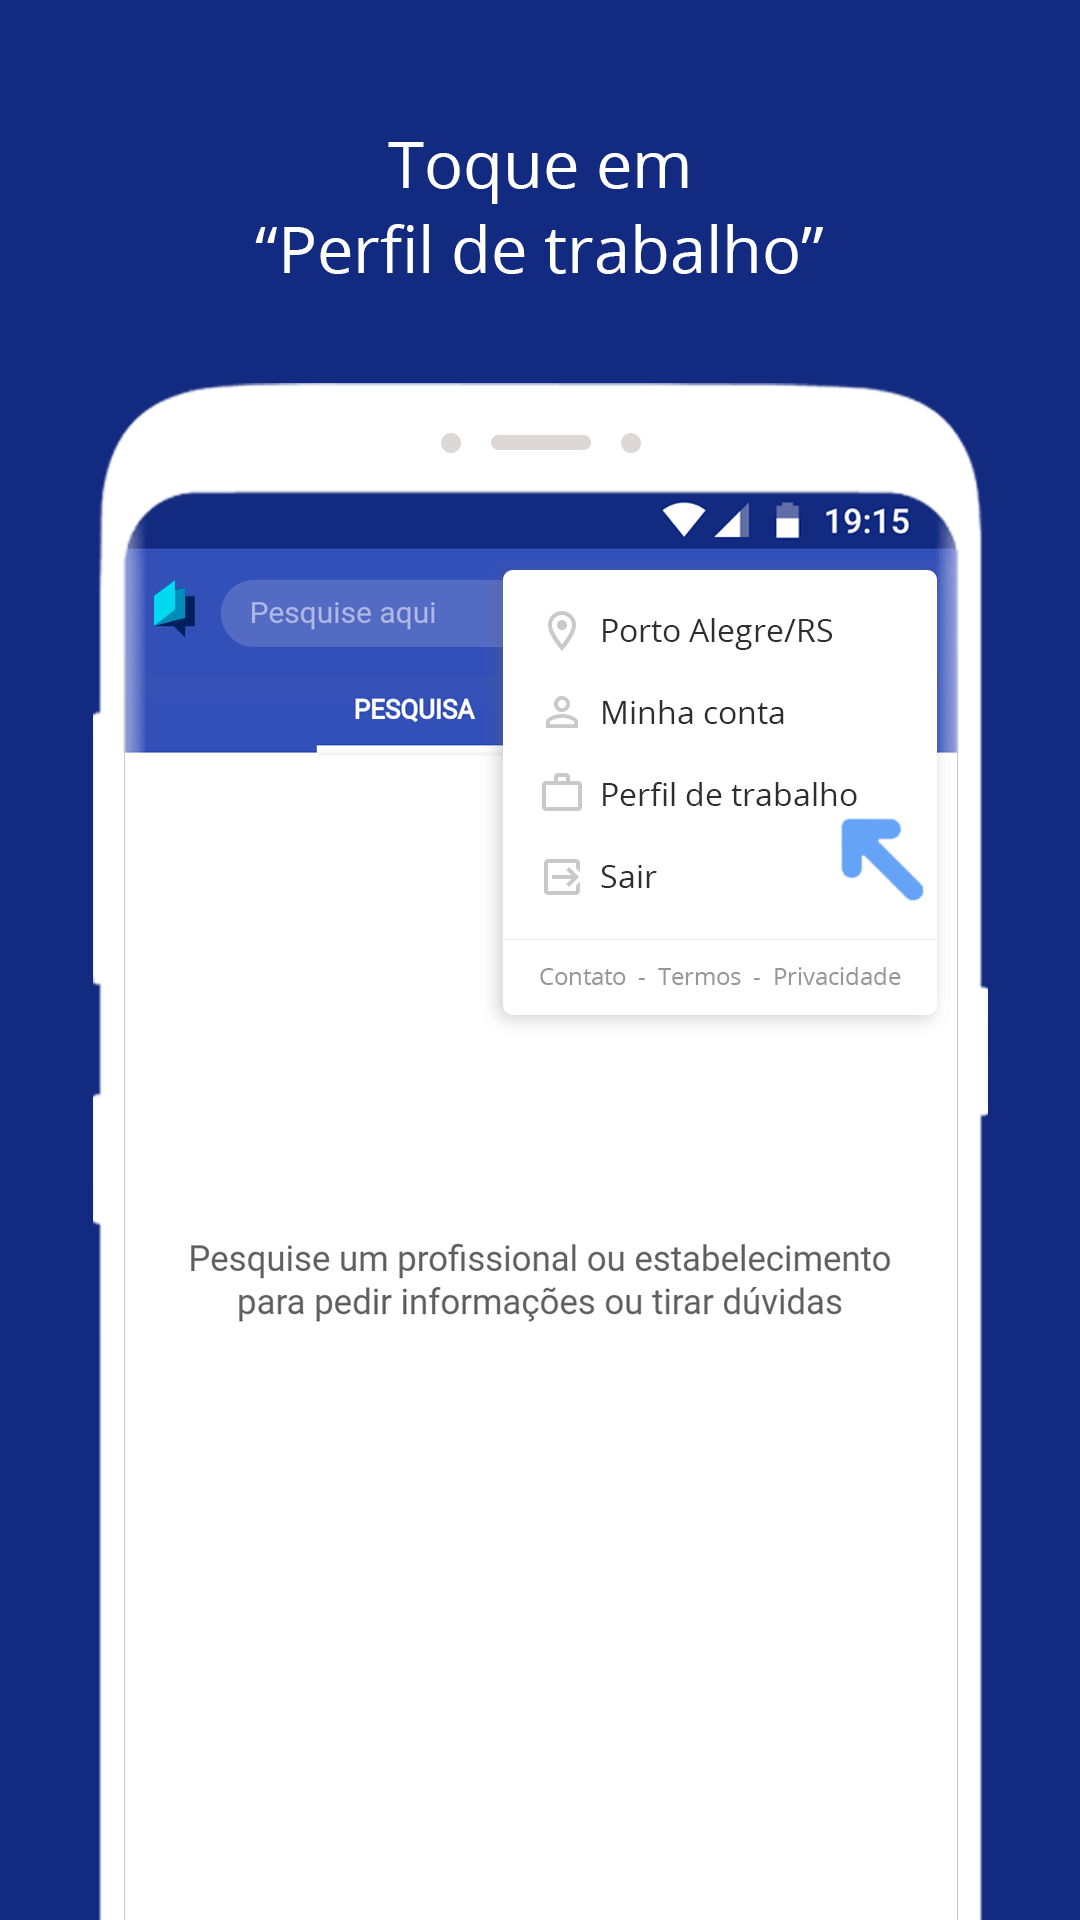 Toque em
“Perfil de trabalho”
19:15
Pesquise aqui
PESQUISA
Porto Alegre/RS
Minha conta
Perfil de trabalho
Sair
Contato - Termos - Privacidade
Pesquise um profissional ou estabelecimento
para pedir informações ou tirar dúvidas